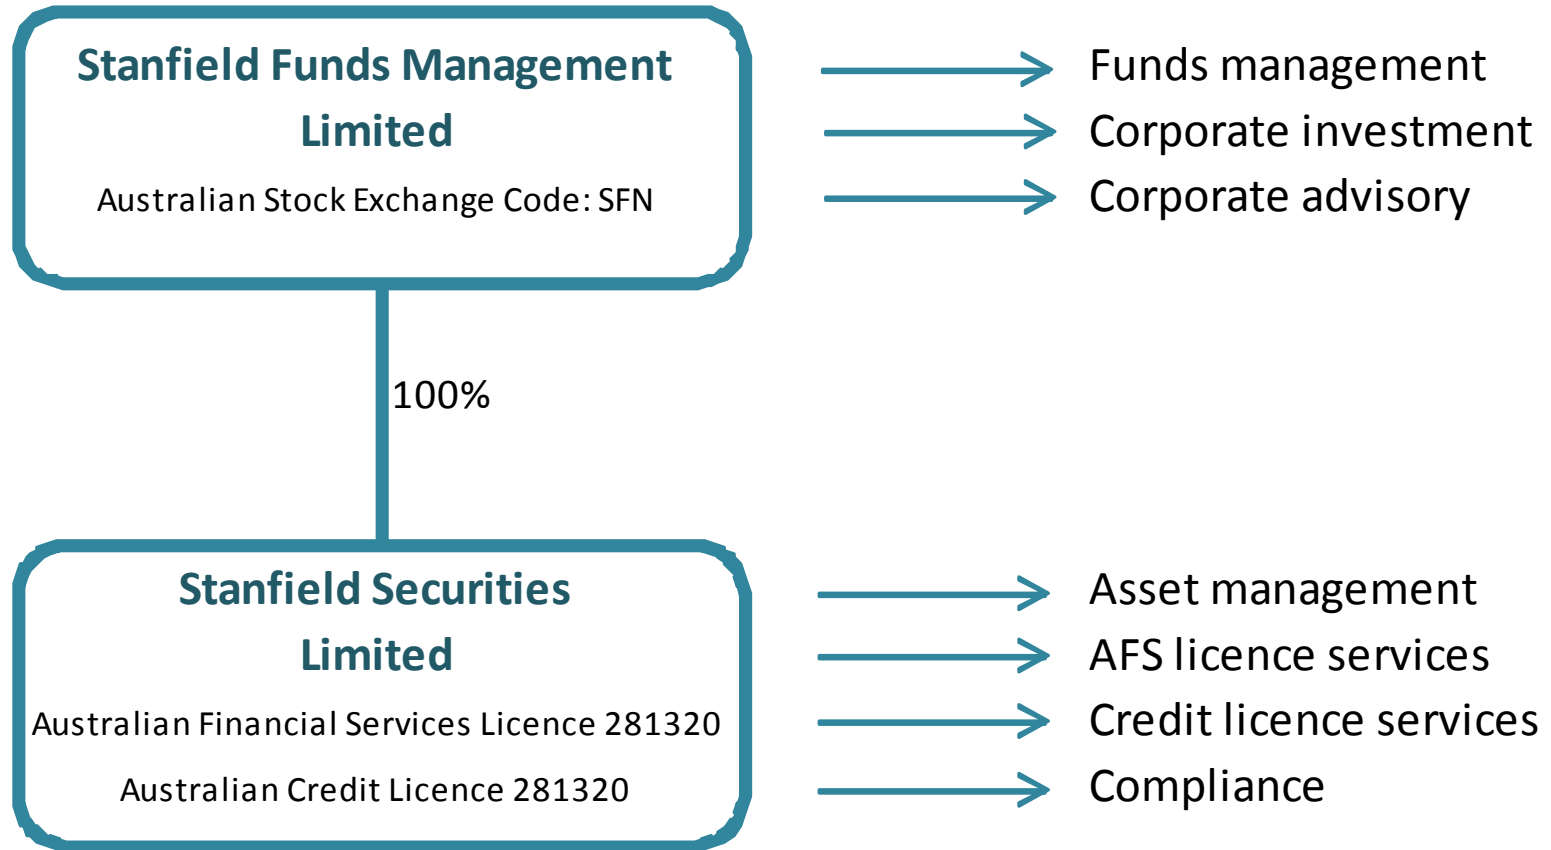 Stanfield Funds Management
Limited
Australian Stock Exchange Code: SFN
Funds management
Corporate investment
Corporate advisory
100%
Stanfield Securities
Limited
Australian Financial Services Licence 281320
Australian Credit Licence 281320
Asset management
AFS licence services
Credit licence services
Compliance